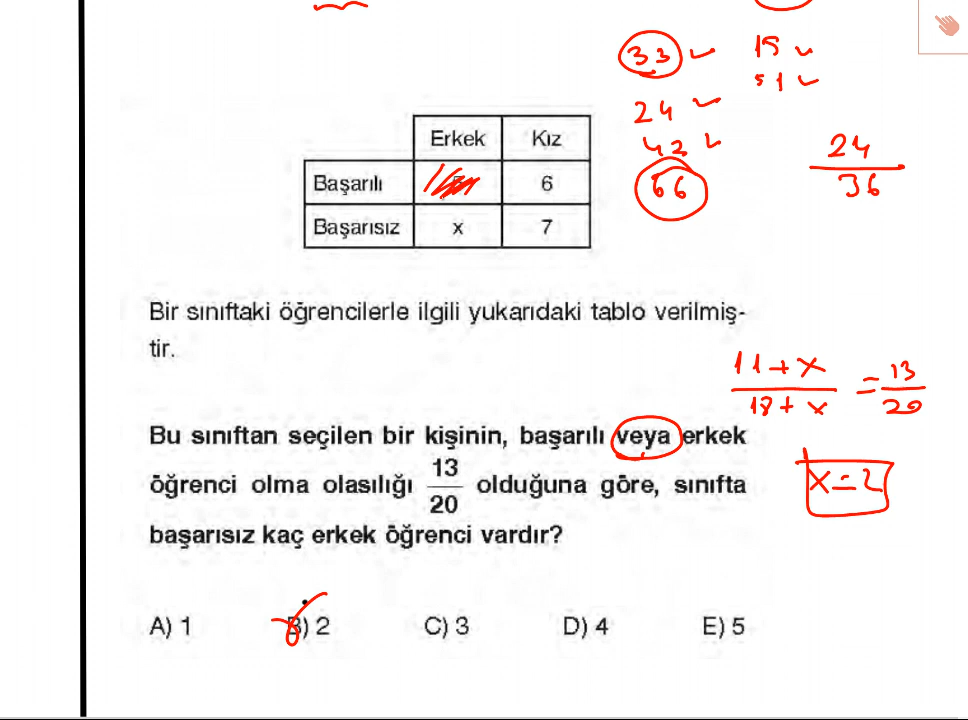 33 15
51
24
42
66
24
36
Erkek Kız
Başarılı 6
Başarısız x 7
Bir sınıftaki öğrencilerle ilgili yukarıdaki tablo verilmiş-
tir.
11+x
18+x
=
13
20
Bu sınıftan seçilen bir kişinin, başarılı veya erkek
öğrenci olma olasılığı 13/20 olduğuna göre, sınıfta
başarısız kaç erkek öğrenci vardır?
x=2
A) 1 B) 2 C) 3 D) 4 E) 5